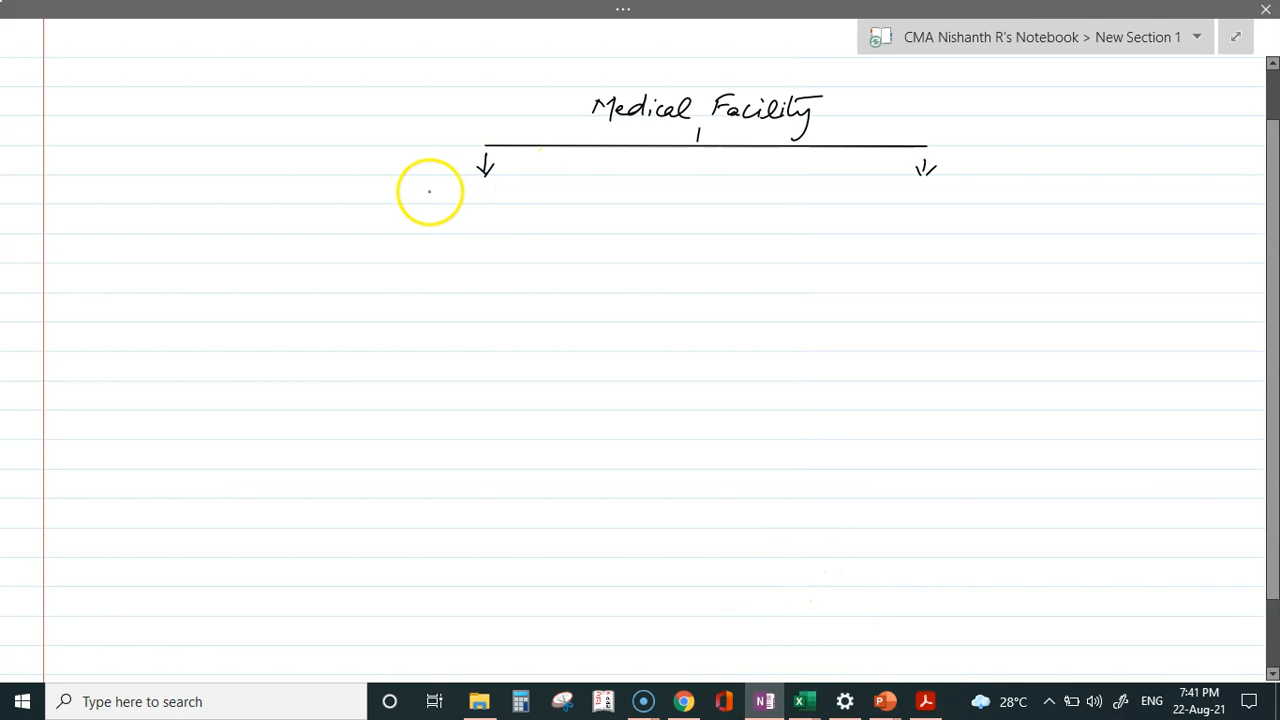 CMA Nishanth R's Notebook > New Section 1
Medical Facility
Type here to search
28°C
ENG
7:41 PM
22-Aug-21